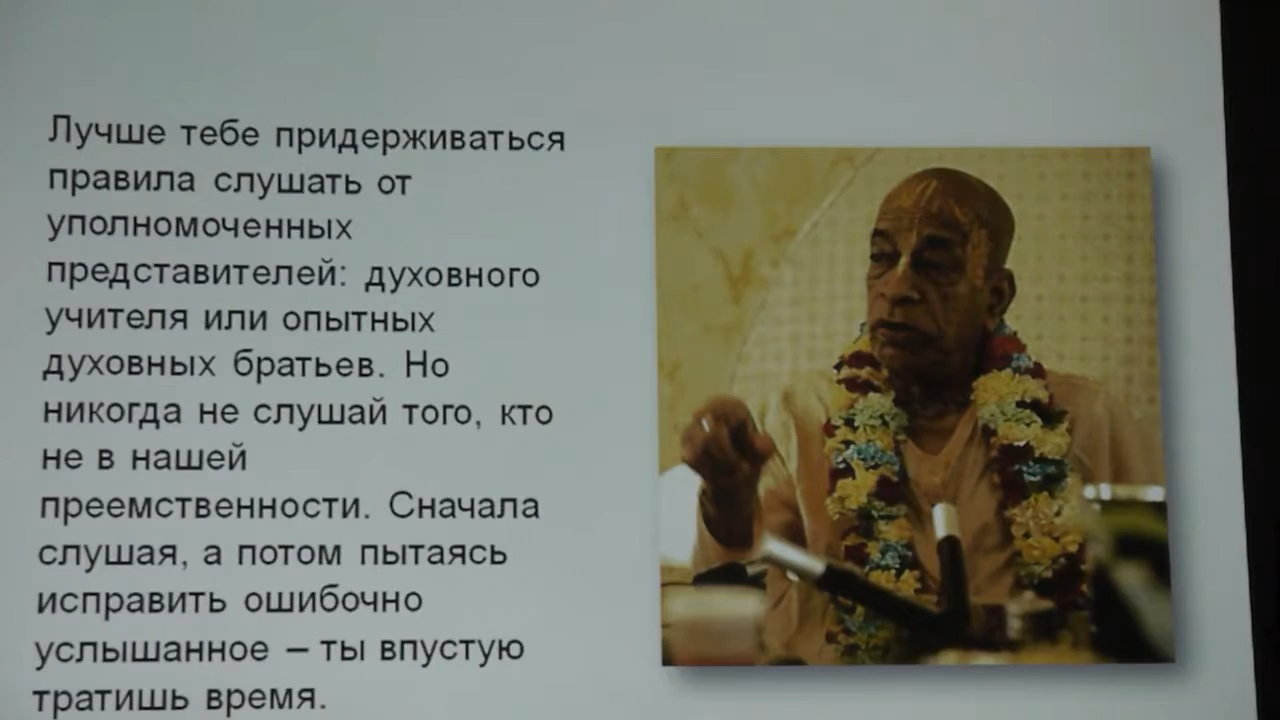 Лучше тебе придерживаться
правила слушать от
уполномоченных
представителей: духовного
учителя или опытных
духовных братьев. Но
никогда не слушай того, кто
не в нашей
преемственности. Сначала
слушая, а потом пытаясь
исправить ошибочно
услышанное – ты впустую
тратишь время.